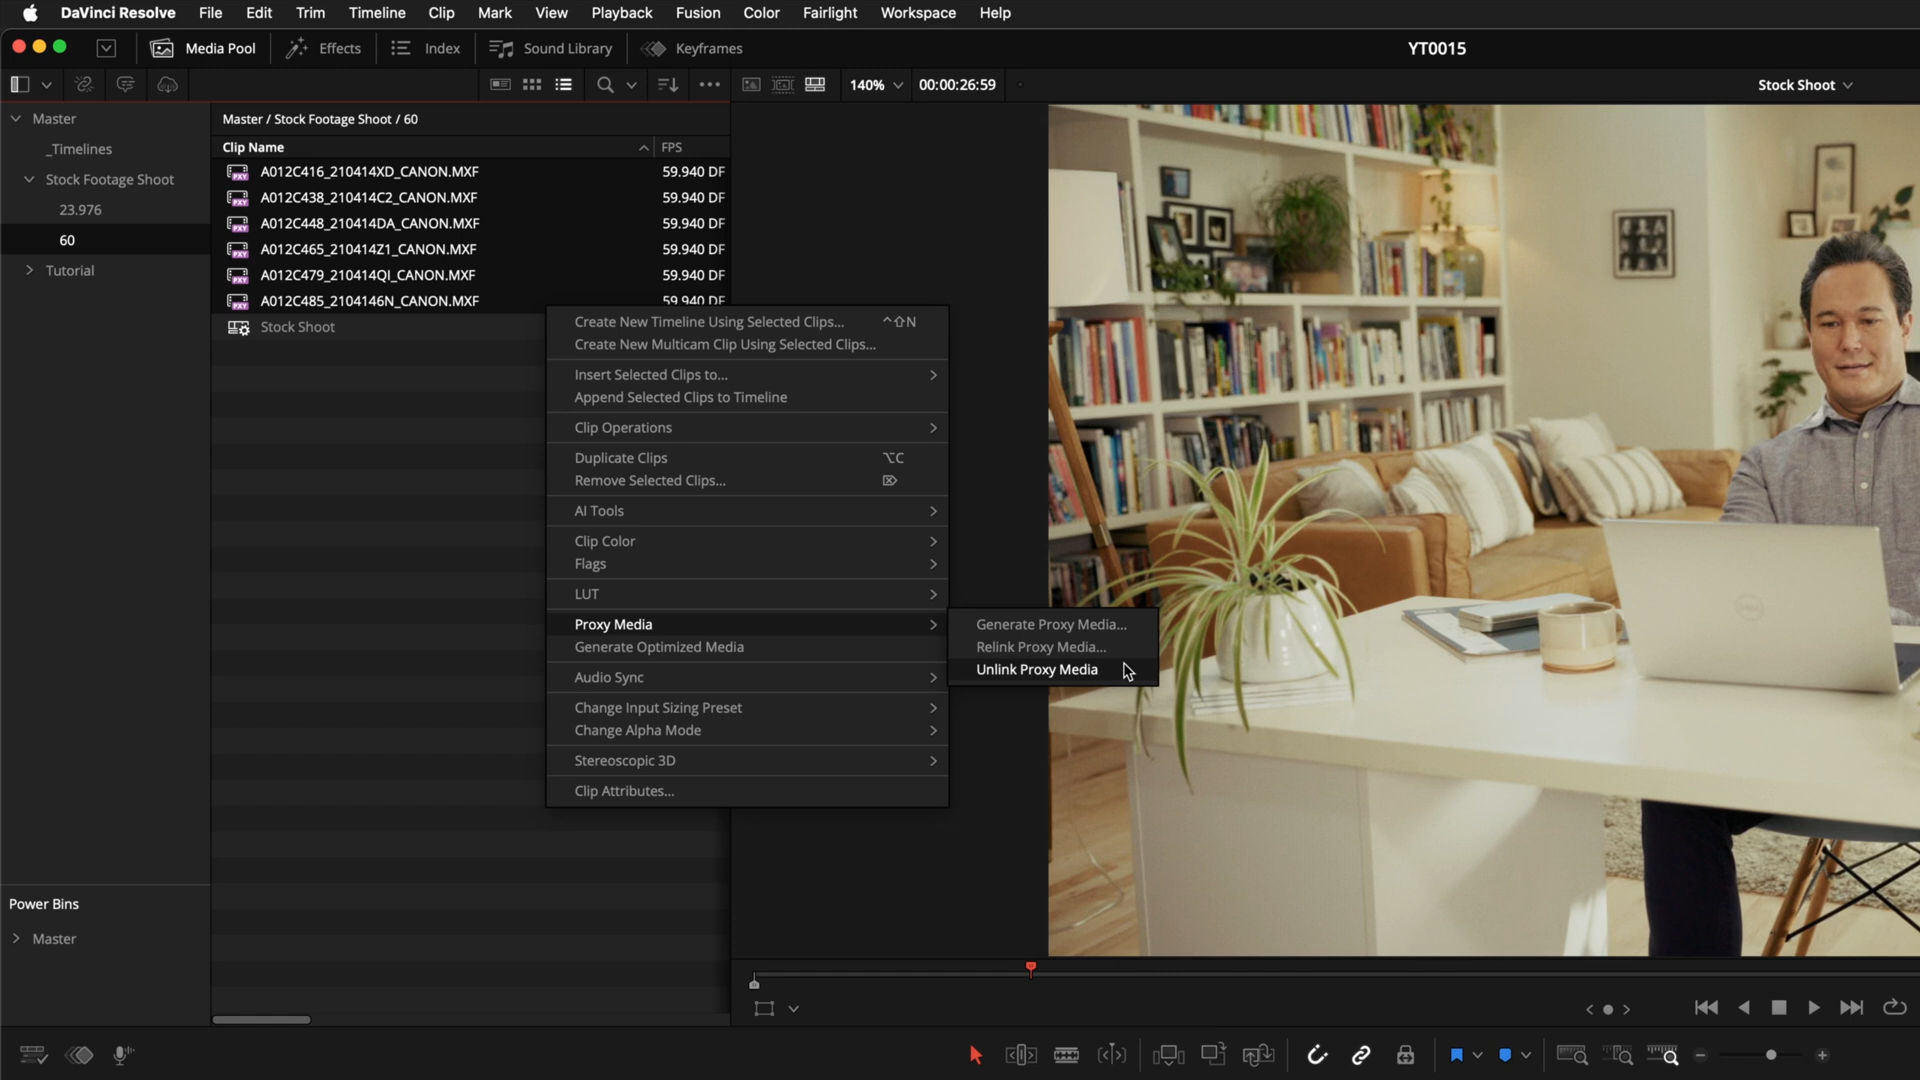 DaVinci Resolve File Edit Trim Timeline Clip Mark View Playback Fusion Color Fairlight Workspace Help
Media Pool Effects Index Sound Library Keyframes YT0015
140% 00:00:26:59 Stock Shoot
Master
_Timelines
Stock Footage Shoot
23.976
60
Tutorial
Master / Stock Footage Shoot / 60
Clip Name FPS
A012C416_210414XD_CANON.MXF 59.940 DF
A012C438_210414C2_CANON.MXF 59.940 DF
A012C448_210414DA_CANON.MXF 59.940 DF
A012C465_210414Z1_CANON.MXF 59.940 DF
A012C479_210414QI_CANON.MXF 59.940 DF
A012C485_2104146N_CANON.MXF 59.940 DF
Stock Shoot
Create New Timeline Using Selected Clips... ^⇧N
Create New Multicam Clip Using Selected Clips...
Insert Selected Clips to...
Append Selected Clips to Timeline
Clip Operations
Duplicate Clips ⌥C
Remove Selected Clips... ⌦
AI Tools
Clip Color
Flags
LUT
Proxy Media
Generate Optimized Media
Audio Sync
Change Input Sizing Preset
Change Alpha Mode
Stereoscopic 3D
Clip Attributes...
Generate Proxy Media...
Relink Proxy Media...
Unlink Proxy Media
Power Bins
Master